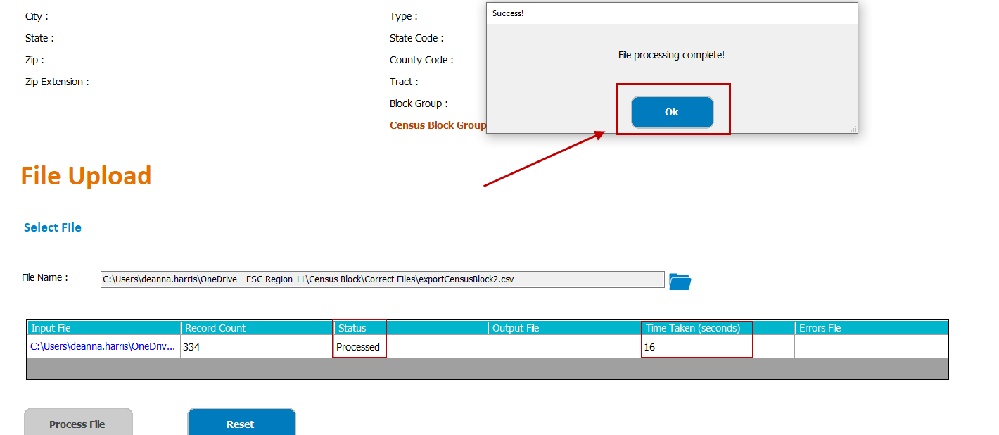 City :
State :
Zip :
Zip Extension :
Type :
State Code :
County Code :
Tract :
Block Group :
Census Block Group
Success!
File processing complete!
Ok
File Upload
Select File
File Name :
C:\Users\deanna.harris\OneDrive - ESC Region 11\Census Block\Correct Files\exportCensusBlock2.csv
Input File Record Count Status Output File Time Taken (seconds) Errors File
C:\Users\deanna.harris\OneDriv... 334 Processed 16
Process File Reset